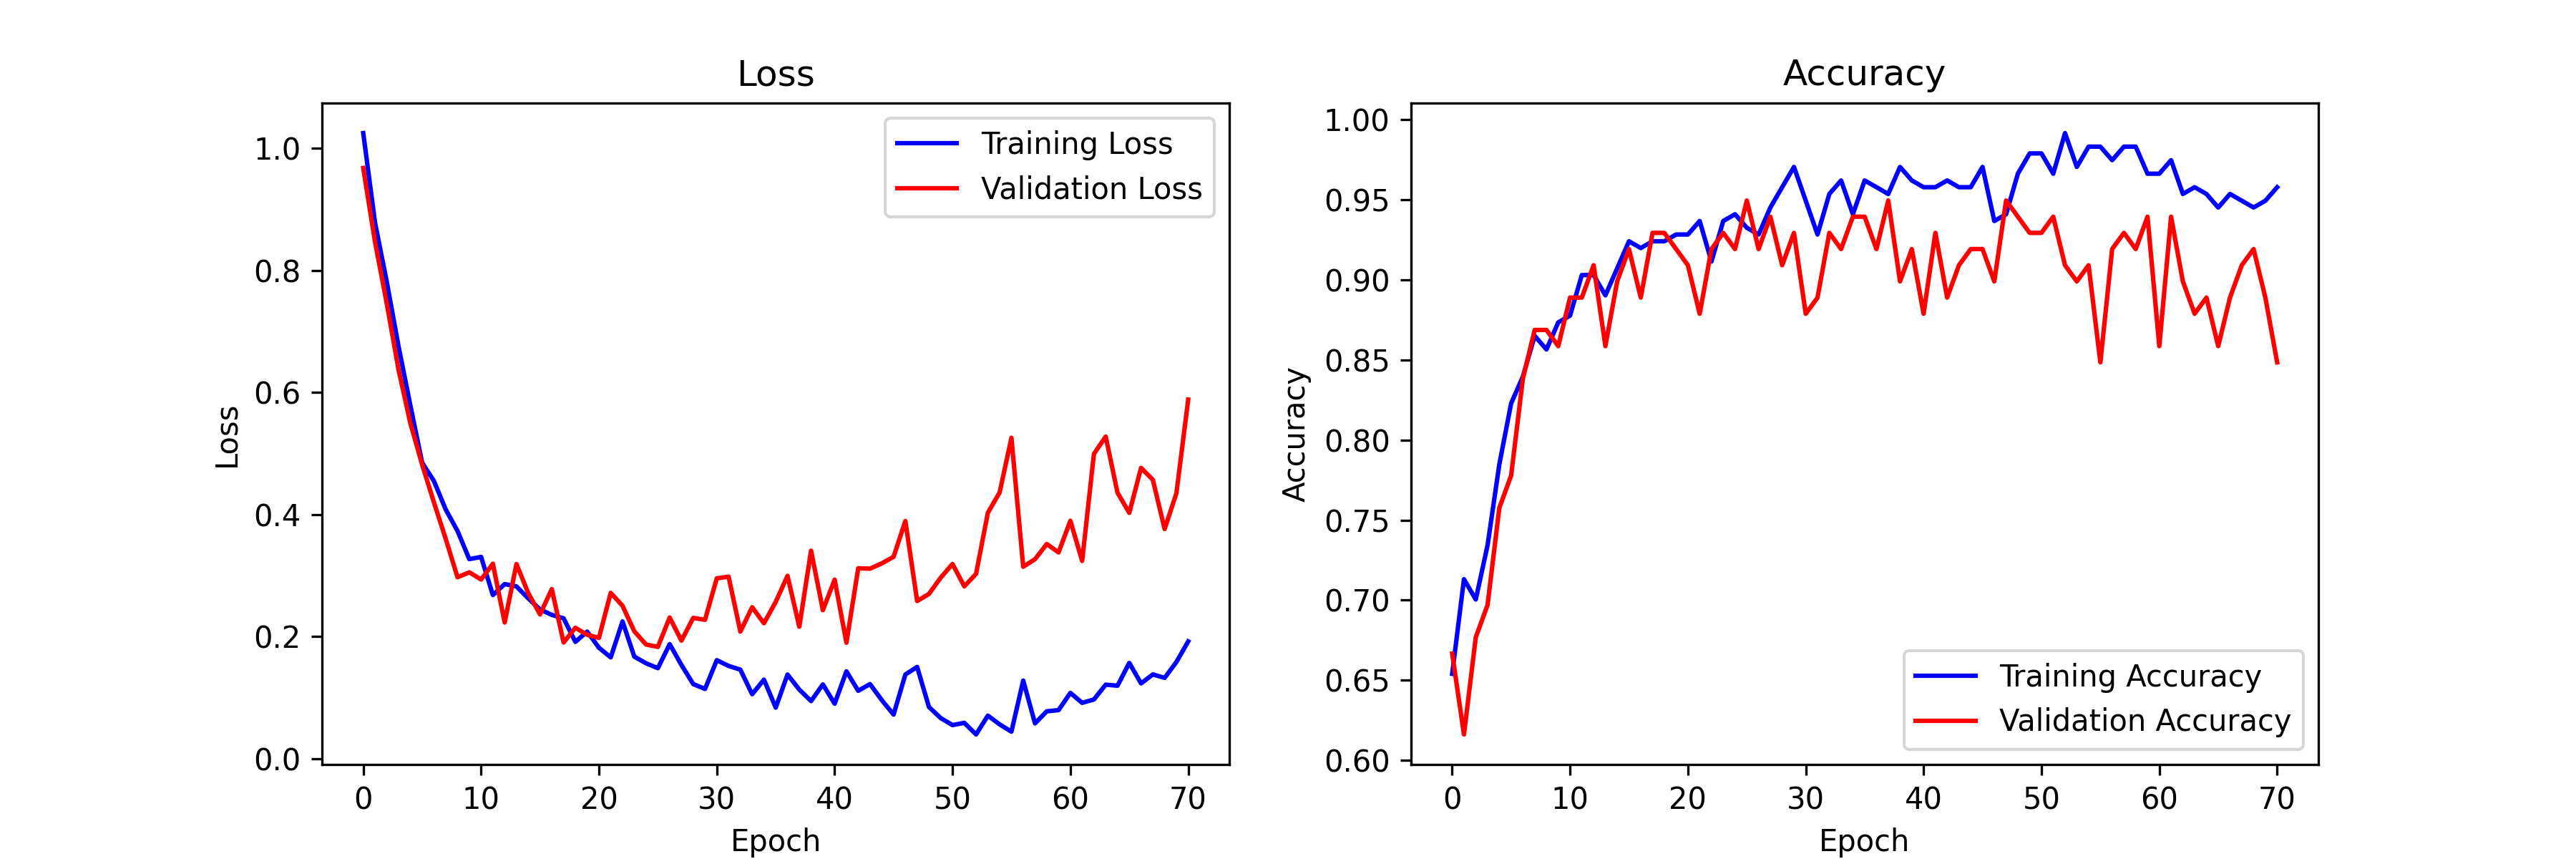 Loss
Training Loss
Validation Loss
1.0
0.8
0.6
0.4
0.2
0.0
Loss
0 10 20 30 40 50 60 70
Epoch
Accuracy
1.00
0.95
0.90
0.85
0.80
0.75
0.70
0.65
0.60
Accuracy
Training Accuracy
Validation Accuracy
0 10 20 30 40 50 60 70
Epoch